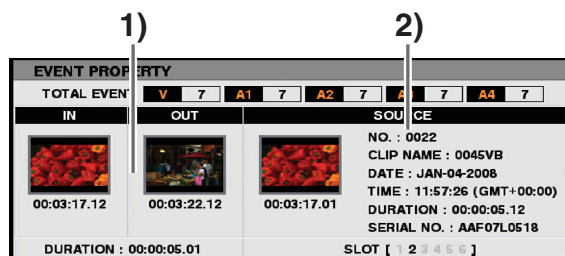 1) 2)
EVENT PROPERTY
TOTAL EVENT V 7 A1 7 A2 7 A3 7 A4 7
IN OUT SOURCE
NO. : 0022
CLIP NAME : 0045VB
DATE : JAN-04-2008
TIME : 11:57:26 (GMT+00:00)
00:03:17.12 00:03:22.12 00:03:17.01 DURATION : 00:00:05.12
SERIAL NO. : AAF07L0518
DURATION : 00:00:05.01 SLOT [ 1 2 3 4 5 6 ]